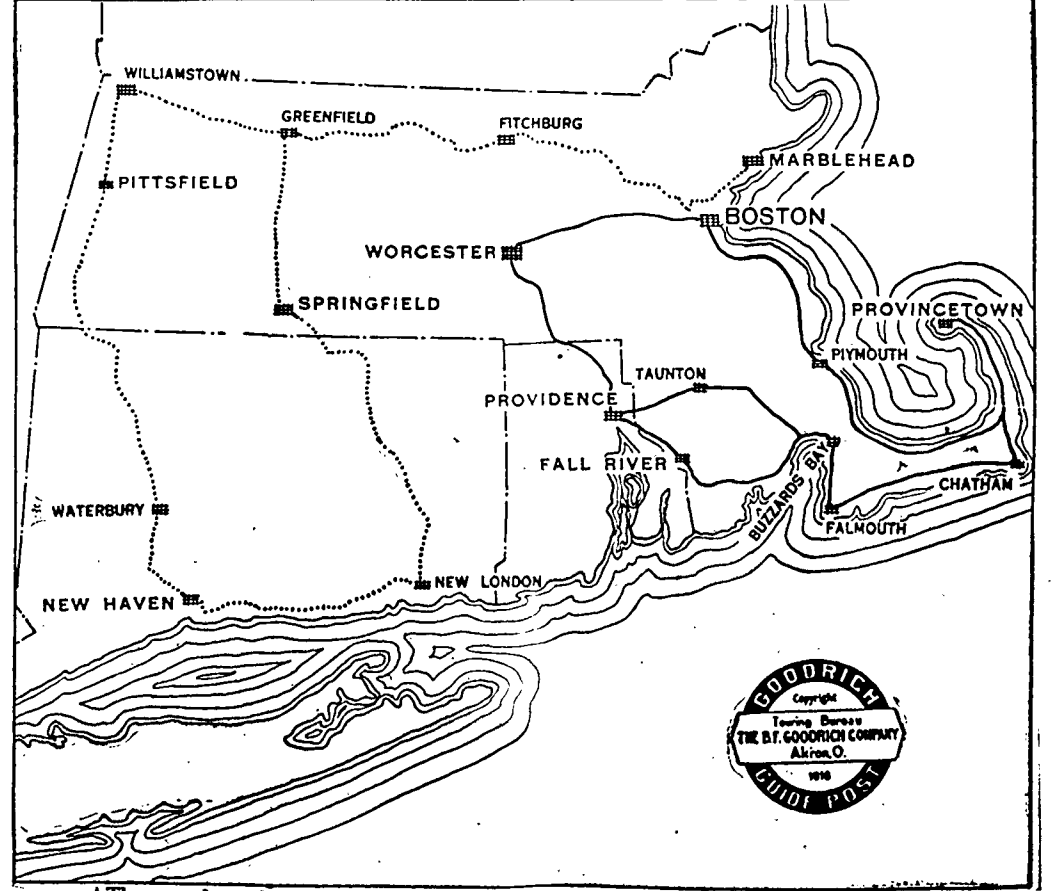 WILLIAMSTOWN
GREENFIELD
FITCHBURG
MARBLEHEAD
PITTSFIELD
BOSTON
WORCESTER
SPRINGFIELD
PROVINCETOWN
PIYMOUTH
TAUNTON
PROVIDENCE
FALL RIVER
BUZZARDS BAY
CHATHAM
WATERBURY
FALMOUTH
NEW LONDON
NEW HAVEN
GOODRICH
Copyright
Touring Bureau
THE B.F. GOODRICH COMPANY
Akron, O.
GUIDE POST